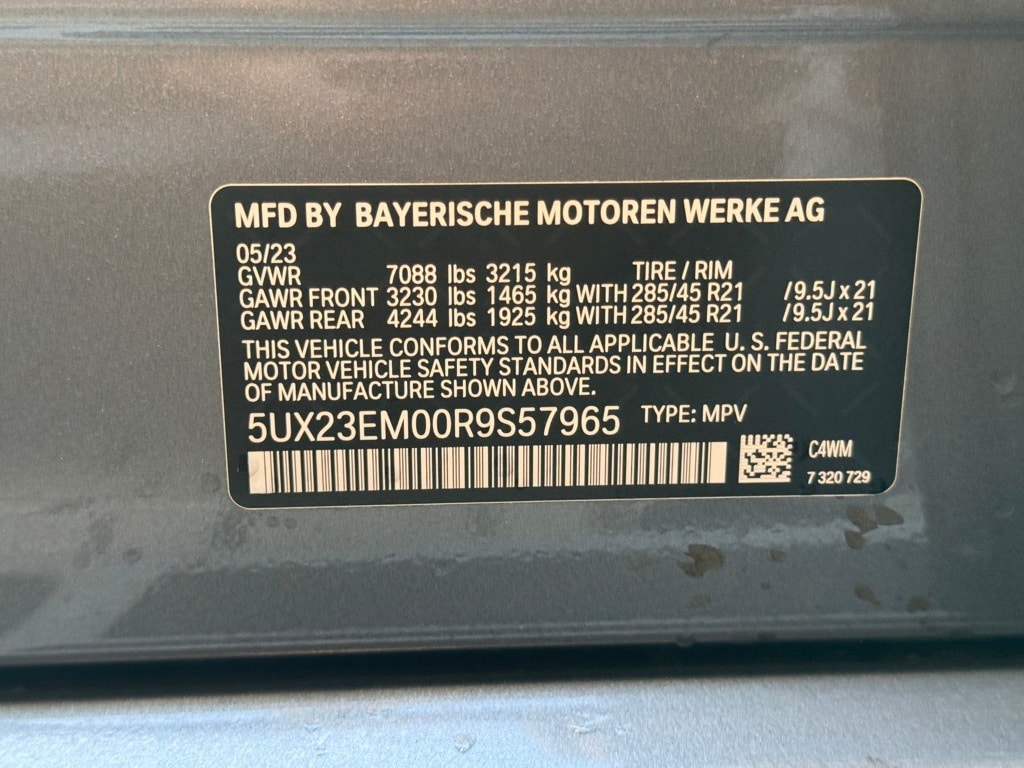 MFD BY BAYERISCHE MOTOREN WERKE AG
05/23
GVWR 7088 lbs 3215 kg TIRE / RIM
GAWR FRONT 3230 lbs 1465 kg WITH 285/45 R21 /9.5J x 21
GAWR REAR 4244 lbs 1925 kg WITH 285/45 R21 /9.5J x 21
THIS VEHICLE CONFORMS TO ALL APPLICABLE U. S. FEDERAL
MOTOR VEHICLE SAFETY STANDARDS IN EFFECT ON THE DATE
OF MANUFACTURE SHOWN ABOVE.
5UX23EM00R9S57965 TYPE: MPV
C4WM
7 320 729